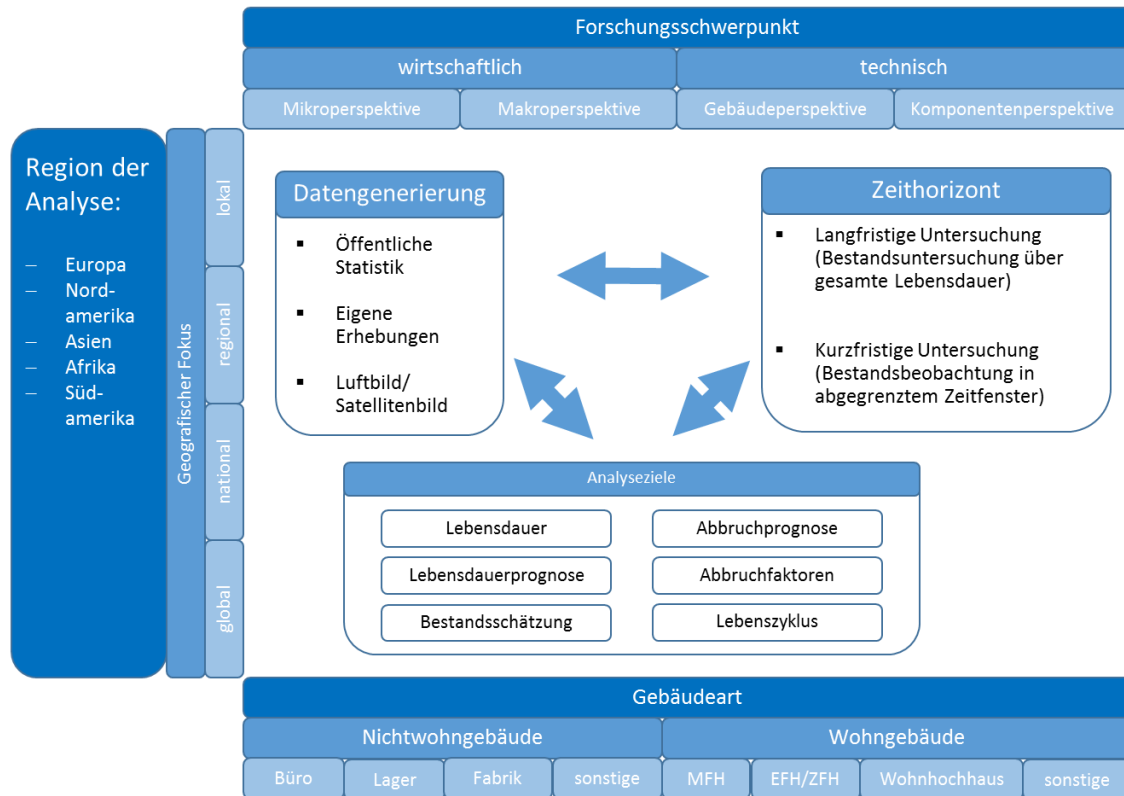 Forschungsschwerpunkt
wirtschaftlich
technisch
Mikroperspektive
Makroperspektive
Gebäudeperspektive
Komponentenperspektive
Region der
Analyse:
– Europa
– Nord-
amerika
– Asien
– Afrika
– Süd-
amerika
Geografischer Fokus
lokal
regional
national
global
Datengenerierung
▪ Öffentliche
Statistik
▪ Eigene
Erhebungen
▪ Luftbild/
Satellitenbild
Zeithorizont
▪ Langfristige Untersuchung
(Bestandsuntersuchung über
gesamte Lebensdauer)
▪ Kurzfristige Untersuchung
(Bestandsbeobachtung in
abgegrenztem Zeitfenster)
Analyseziele
Lebensdauer
Abbruchprognose
Lebensdauerprognose
Abbruchfaktoren
Bestandsschätzung
Lebenszyklus
Gebäudeart
Nichtwohngebäude
Wohngebäude
Büro
Lager
Fabrik
sonstige
MFH
EFH/ZFH
Wohnhochhaus
sonstig